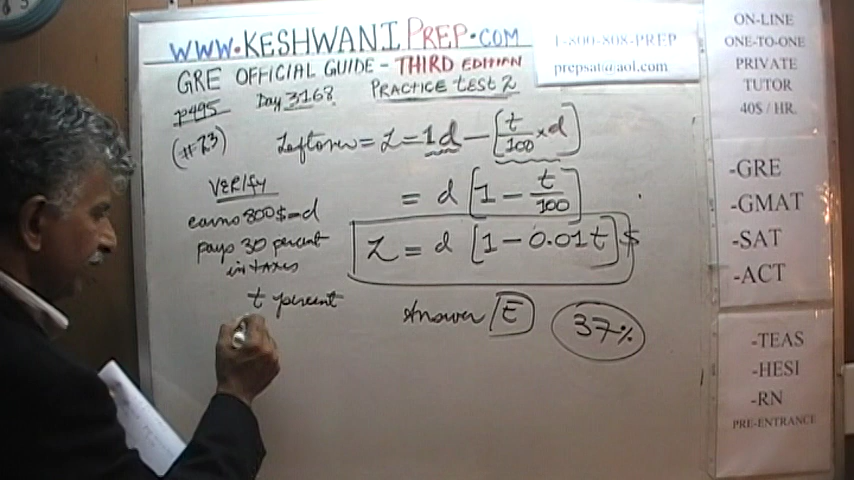 WWW.KESHWANIPREP.COM
1-800-808-PREP
prepsat@aol.com
GRE OFFICIAL GUIDE - THIRD EDITION
P495 Day 3168 PRACTICE TEST 2
(#23)
Leftover = L = 1d - [t/100 × d]
= d [1 - t/100]
L = d [1 - 0.01t] $
Answer E
37%
VERIFY
earns 800$ = d
pays 30 percent
in taxes
t percent
ON-LINE
ONE-TO-ONE
PRIVATE
TUTOR
40$ / HR.
-GRE
-GMAT
-SAT
-ACT
-TEAS
-HESI
-RN
PRE-ENTRANCE